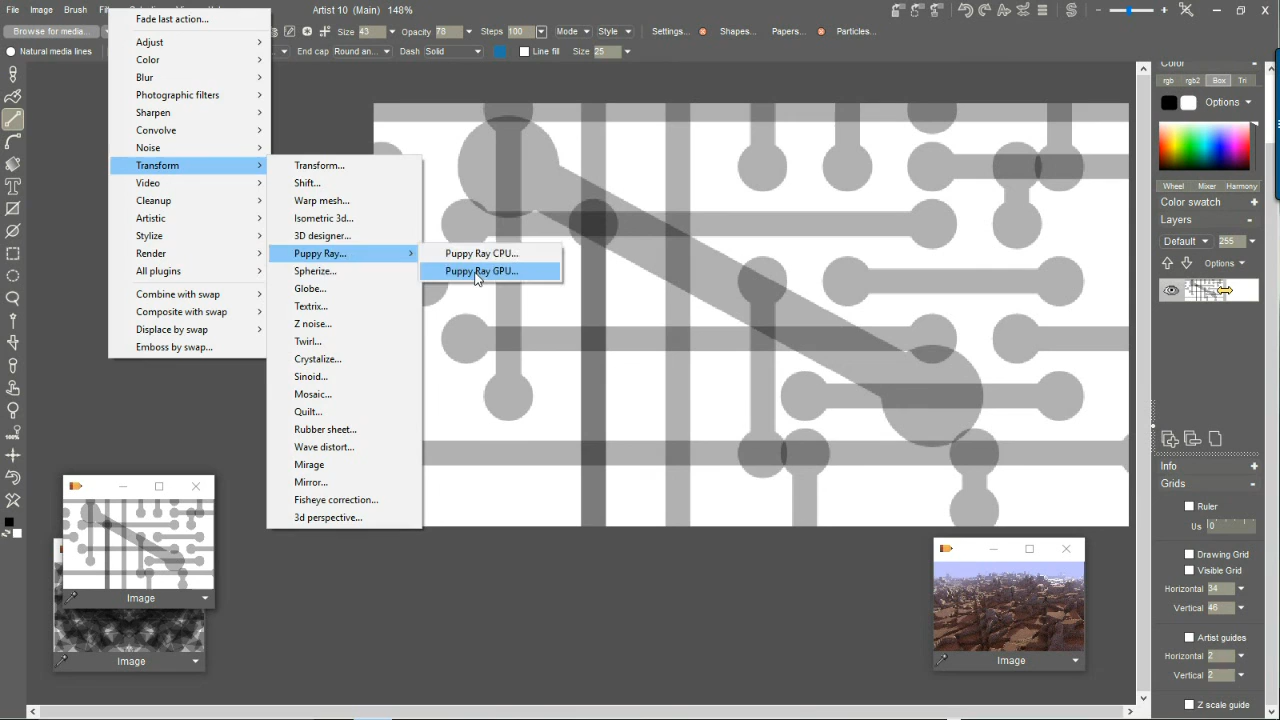 File Image Brush Artist 10 (Main) 148%
Browse for media... Size 43 Opacity 78 Steps 100 Mode Style Settings... Shapes... Papers... Particles...
Natural media lines End cap Round an... Dash Solid Line fill Size 25
Fade last action...
Adjust
Color
Blur
Photographic filters
Sharpen
Convolve
Noise
Transform
Video
Cleanup
Artistic
Stylize
Render
All plugins
Combine with swap
Composite with swap
Displace by swap
Emboss by swap...
Transform...
Shift...
Warp mesh...
Isometric 3d...
3D designer...
Puppy Ray...
Spherize...
Globe...
Textrix...
Z noise...
Twirl...
Crystalize...
Sinoid...
Mosaic...
Quilt...
Rubber sheet...
Wave distort...
Mirage
Mirror...
Fisheye correction...
3d perspective...
Puppy Ray CPU...
Puppy Ray GPU...
Color
rgb rgb2 Box Tri
Options
Wheel Mixer Harmony
Color swatch
Layers
Default 255
Options
Info
Grids
Ruler
Us 0
Drawing Grid
Visible Grid
Horizontal 34
Vertical 46
Artist guides
Horizontal 2
Vertical 2
Z scale guide
Image
Image
Image